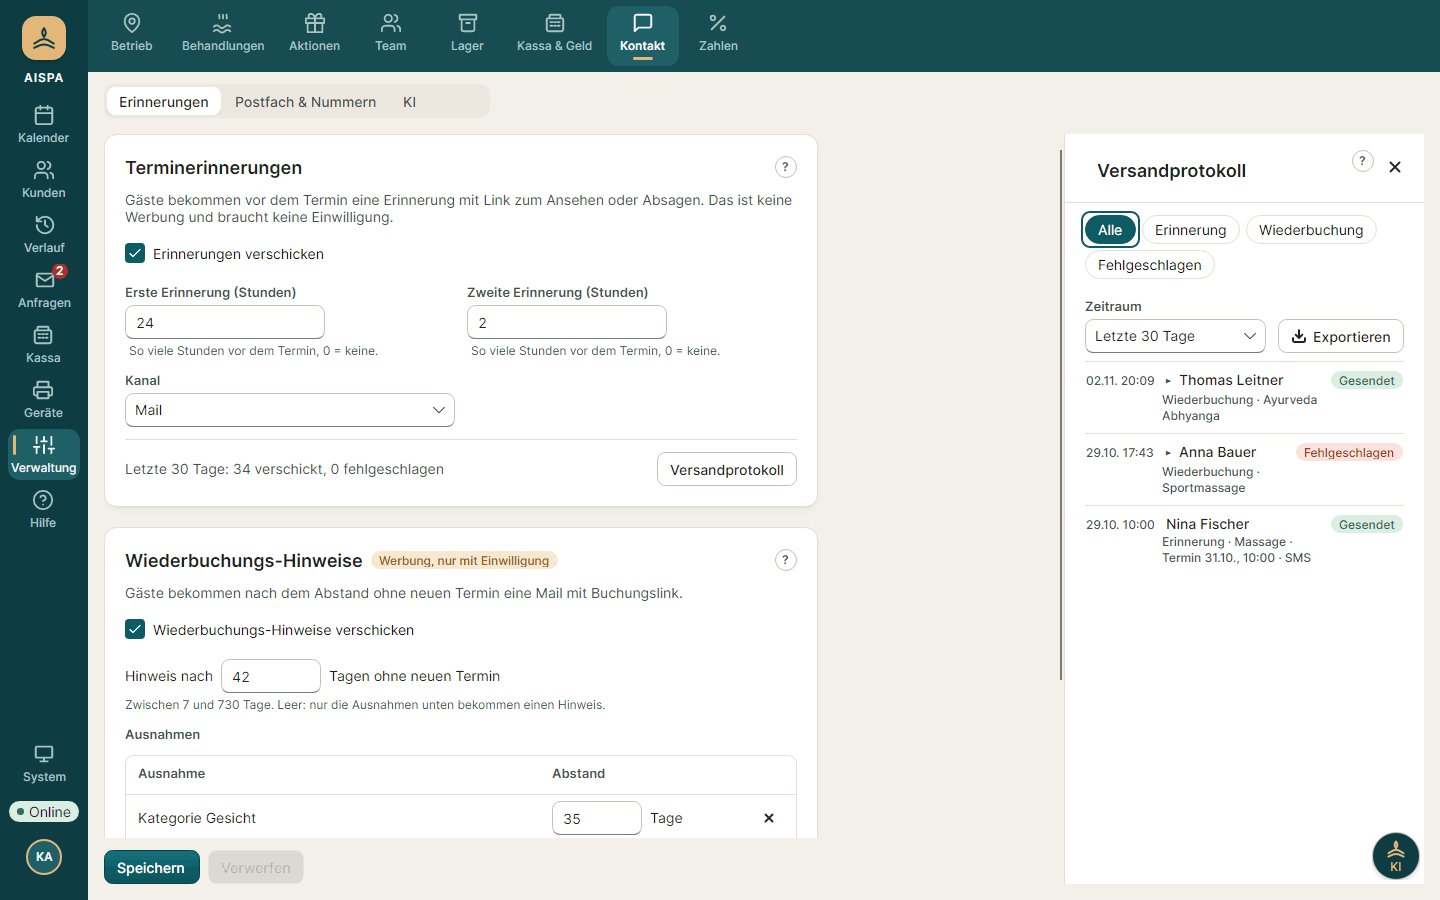 AISPA
Kalender
Kunden
Verlauf
2
Anfragen
Kassa
Geräte
Verwaltung
Hilfe
System
Online
KA
Betrieb
Behandlungen
Aktionen
Team
Lager
Kassa & Geld
Kontakt
Zahlen
Erinnerungen
Postfach & Nummern
KI
Terminerinnerungen
?
Gäste bekommen vor dem Termin eine Erinnerung mit Link zum Ansehen oder Absagen. Das ist keine
Werbung und braucht keine Einwilligung.
Erinnerungen verschicken
Erste Erinnerung (Stunden)
Zweite Erinnerung (Stunden)
24
2
So viele Stunden vor dem Termin, 0 = keine.
So viele Stunden vor dem Termin, 0 = keine.
Kanal
Mail
Letzte 30 Tage: 34 verschickt, 0 fehlgeschlagen
Versandprotokoll
Wiederbuchungs-Hinweise
Werbung, nur mit Einwilligung
?
Gäste bekommen nach dem Abstand ohne neuen Termin eine Mail mit Buchungslink.
Wiederbuchungs-Hinweise verschicken
Hinweis nach
42
Tagen ohne neuen Termin
Zwischen 7 und 730 Tage. Leer: nur die Ausnahmen unten bekommen einen Hinweis.
Ausnahmen
Ausnahme
Abstand
Kategorie Gesicht
35
Tage
Speichern
Verwerfen
Versandprotokoll
?
Alle
Erinnerung
Wiederbuchung
Fehlgeschlagen
Zeitraum
Letzte 30 Tage
Exportieren
02.11. 20:09
Thomas Leitner
Gesendet
Wiederbuchung · Ayurveda
Abhyanga
29.10. 17:43
Anna Bauer
Fehlgeschlagen
Wiederbuchung ·
Sportmassage
29.10. 10:00
Nina Fischer
Gesendet
Erinnerung · Massage ·
Termin 31.10., 10:00 · SMS
KI